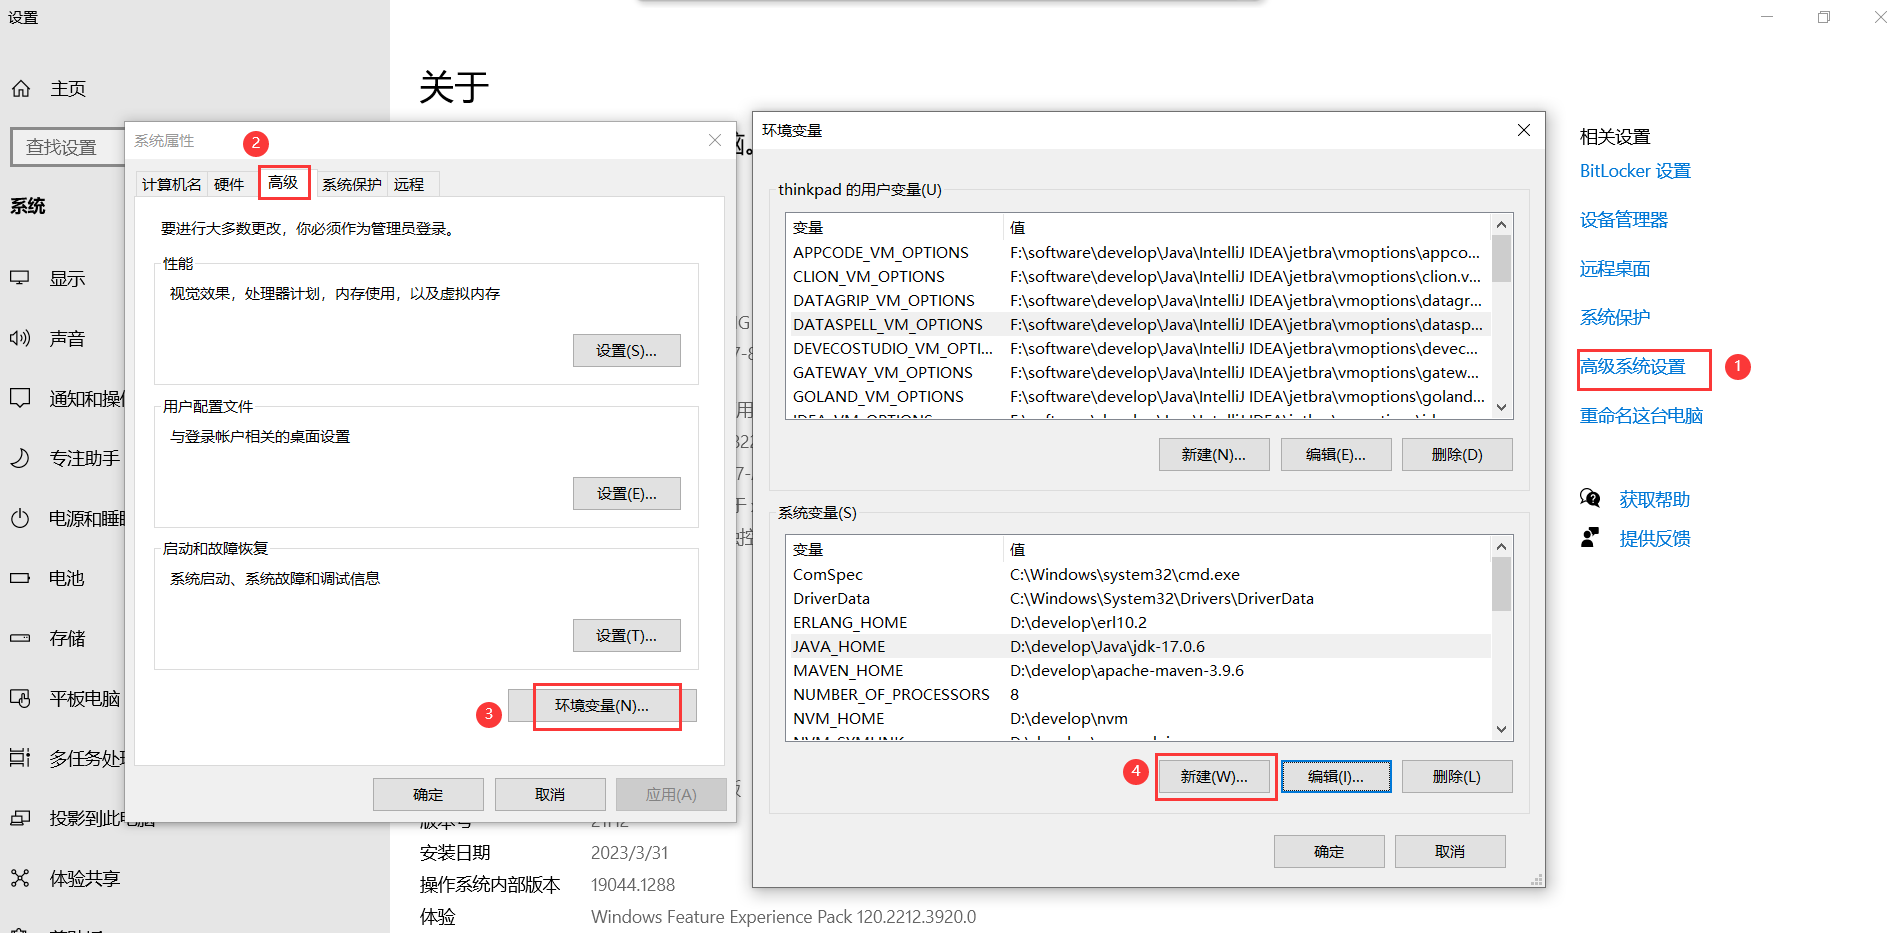 设置
主页
查找设置
系统
显示
声音
通知和操作
专注助手
电源和睡眠
电池
存储
平板电脑
多任务处理
投影到此电脑
体验共享
关于
脑。
系统属性
2
计算机名
硬件
高级
系统保护
远程
要进行大多数更改，你必须作为管理员登录。
性能
视觉效果，处理器计划，内存使用，以及虚拟内存
设置(S)...
用户配置文件
与登录帐户相关的桌面设置
设置(E)...
启动和故障恢复
系统启动、系统故障和调试信息
设置(T)...
3
环境变量(N)...
确定
取消
应用(A)
版本号 21H2
安装日期 2023/3/31
操作系统内部版本 19044.1288
体验 Windows Feature Experience Pack 120.2212.3920.0
环境变量
thinkpad 的用户变量(U)
变量 值
APPCODE_VM_OPTIONS F:\software\develop\Java\IntelliJ IDEA\jetbra\vmoptions\appco...
CLION_VM_OPTIONS F:\software\develop\Java\IntelliJ IDEA\jetbra\vmoptions\clion.v...
DATAGRIP_VM_OPTIONS F:\software\develop\Java\IntelliJ IDEA\jetbra\vmoptions\datagr...
DATASPELL_VM_OPTIONS F:\software\develop\Java\IntelliJ IDEA\jetbra\vmoptions\datasp...
DEVECOSTUDIO_VM_OPTI... F:\software\develop\Java\IntelliJ IDEA\jetbra\vmoptions\devec...
GATEWAY_VM_OPTIONS F:\software\develop\Java\IntelliJ IDEA\jetbra\vmoptions\gatew...
GOLAND_VM_OPTIONS F:\software\develop\Java\IntelliJ IDEA\jetbra\vmoptions\goland...
新建(N)...
编辑(E)...
删除(D)
系统变量(S)
变量 值
ComSpec C:\Windows\system32\cmd.exe
DriverData C:\Windows\System32\Drivers\DriverData
ERLANG_HOME D:\develop\erl10.2
JAVA_HOME D:\develop\Java\jdk-17.0.6
MAVEN_HOME D:\develop\apache-maven-3.9.6
NUMBER_OF_PROCESSORS 8
NVM_HOME D:\develop\nvm
4
新建(W)...
编辑(I)...
删除(L)
确定
取消
相关设置
BitLocker 设置
设备管理器
远程桌面
系统保护
高级系统设置
1
重命名这台电脑
获取帮助
提供反馈